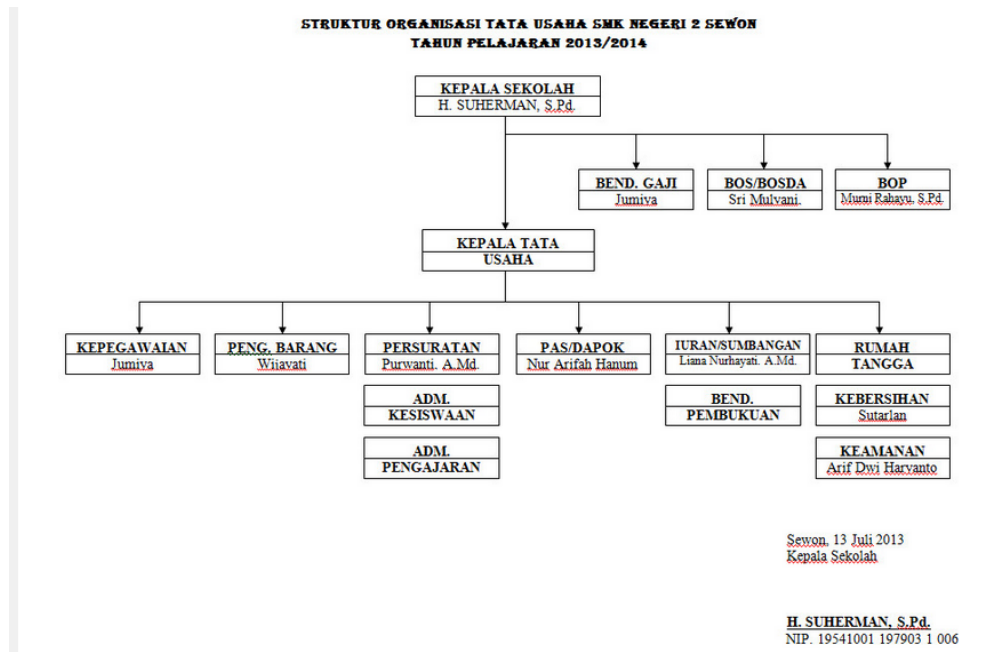 STRUKTUR ORGANISASI TATA USAHA SMK NEGERI 2 SEWON
TAHUN PELAJARAN 2013/2014
KEPALA SEKOLAH
H. SUHERMAN, S.Pd.
BEND. GAJI
Jumiya
BOS/BOSDA
Sri Mulyani.
BOP
Murni Rahayu, S.Pd.
KEPALA TATA
USAHA
KEPEGAWAIAN
Jumiya
PENG. BARANG
Wijayati
PERSURATAN
Purwanti. A.Md.
PAS/DAPOK
Nur Arifah Hanum
IURAN/SUMBANGAN
Liana Nurhayati. A.Md.
RUMAH
TANGGA
ADM.
KESISWAAN
BEND.
PEMBUKUAN
KEBERSIHAN
Sutarlan
ADM.
PENGAJARAN
KEAMANAN
Arif Dwi Haryanto
Sewon, 13 Juli 2013
Kepala Sekolah
H. SUHERMAN, S.Pd.
NIP. 19541001 197903 1 006